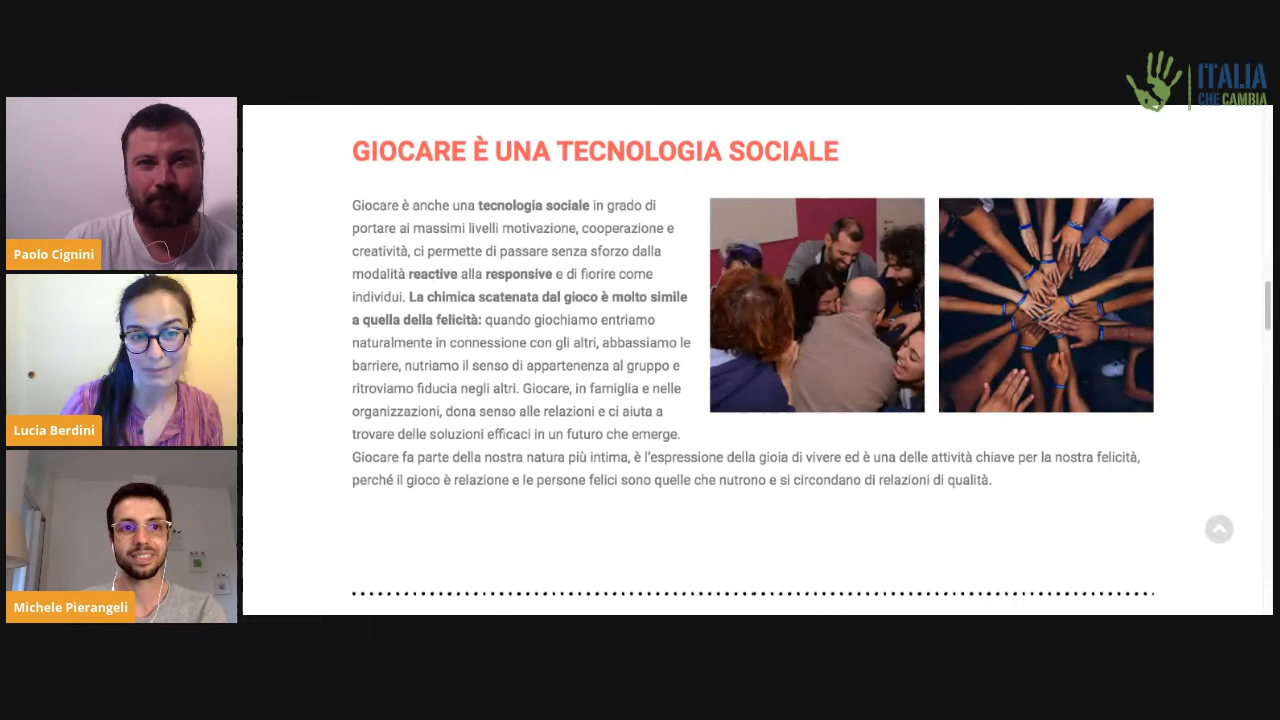 ITALIA
CHE CAMBIA
Paolo Cignini
Lucia Berdini
Michele Pierangeli
GIOCARE È UNA TECNOLOGIA SOCIALE
Giocare è anche una tecnologia sociale in grado di
portare ai massimi livelli motivazione, cooperazione e
creatività, ci permette di passare senza sforzo dalla
modalità reactive alla responsive e di fiorire come
individui. La chimica scatenata dal gioco è molto simile
a quella della felicità: quando giochiamo entriamo
naturalmente in connessione con gli altri, abbassiamo le
barriere, nutriamo il senso di appartenenza al gruppo e
ritroviamo fiducia negli altri. Giocare, in famiglia e nelle
organizzazioni, dona senso alle relazioni e ci aiuta a
trovare delle soluzioni efficaci in un futuro che emerge.
Giocare fa parte della nostra natura più intima, è l'espressione della gioia di vivere ed è una delle attività chiave per la nostra felicità,
perché il gioco è relazione e le persone felici sono quelle che nutrono e si circondano di relazioni di qualità.